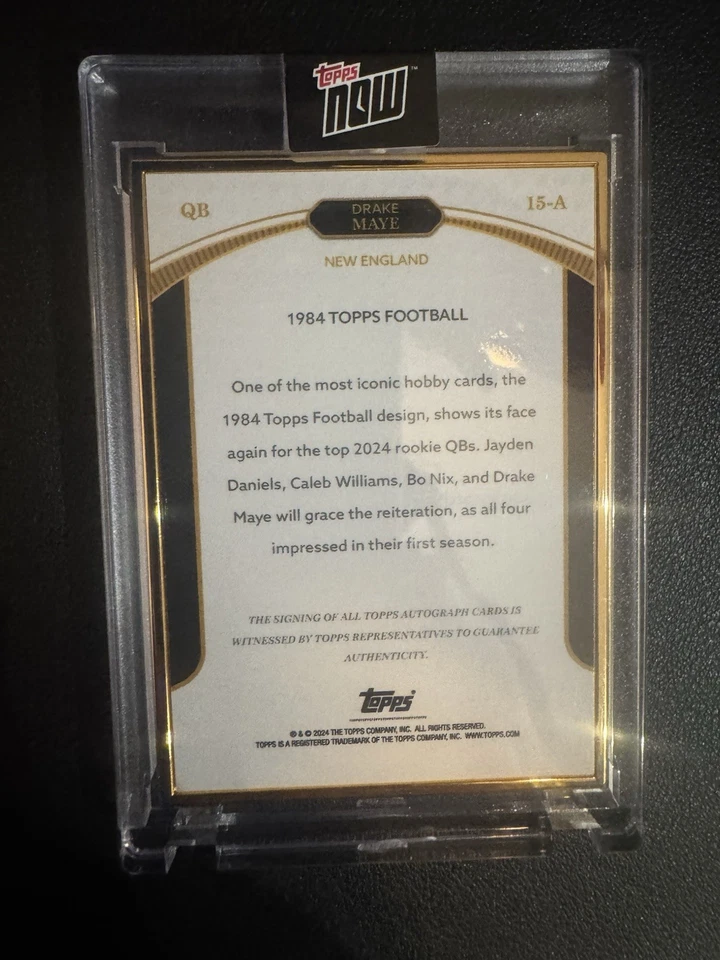 Topps
NOW™
QB
DRAKE
MAYE
15-A
NEW ENGLAND
1984 TOPPS FOOTBALL
One of the most iconic hobby cards, the
1984 Topps Football design, shows its face
again for the top 2024 rookie QBs. Jayden
Daniels, Caleb Williams, Bo Nix, and Drake
Maye will grace the reiteration, as all four
impressed in their first season.
THE SIGNING OF ALL TOPPS AUTOGRAPH CARDS IS
WITNESSED BY TOPPS REPRESENTATIVES TO GUARANTEE
AUTHENTICITY.
Topps®
® & © 2024 THE TOPPS COMPANY, INC. ALL RIGHTS RESERVED.
TOPPS IS A REGISTERED TRADEMARK OF THE TOPPS COMPANY, INC. WWW.TOPPS.COM